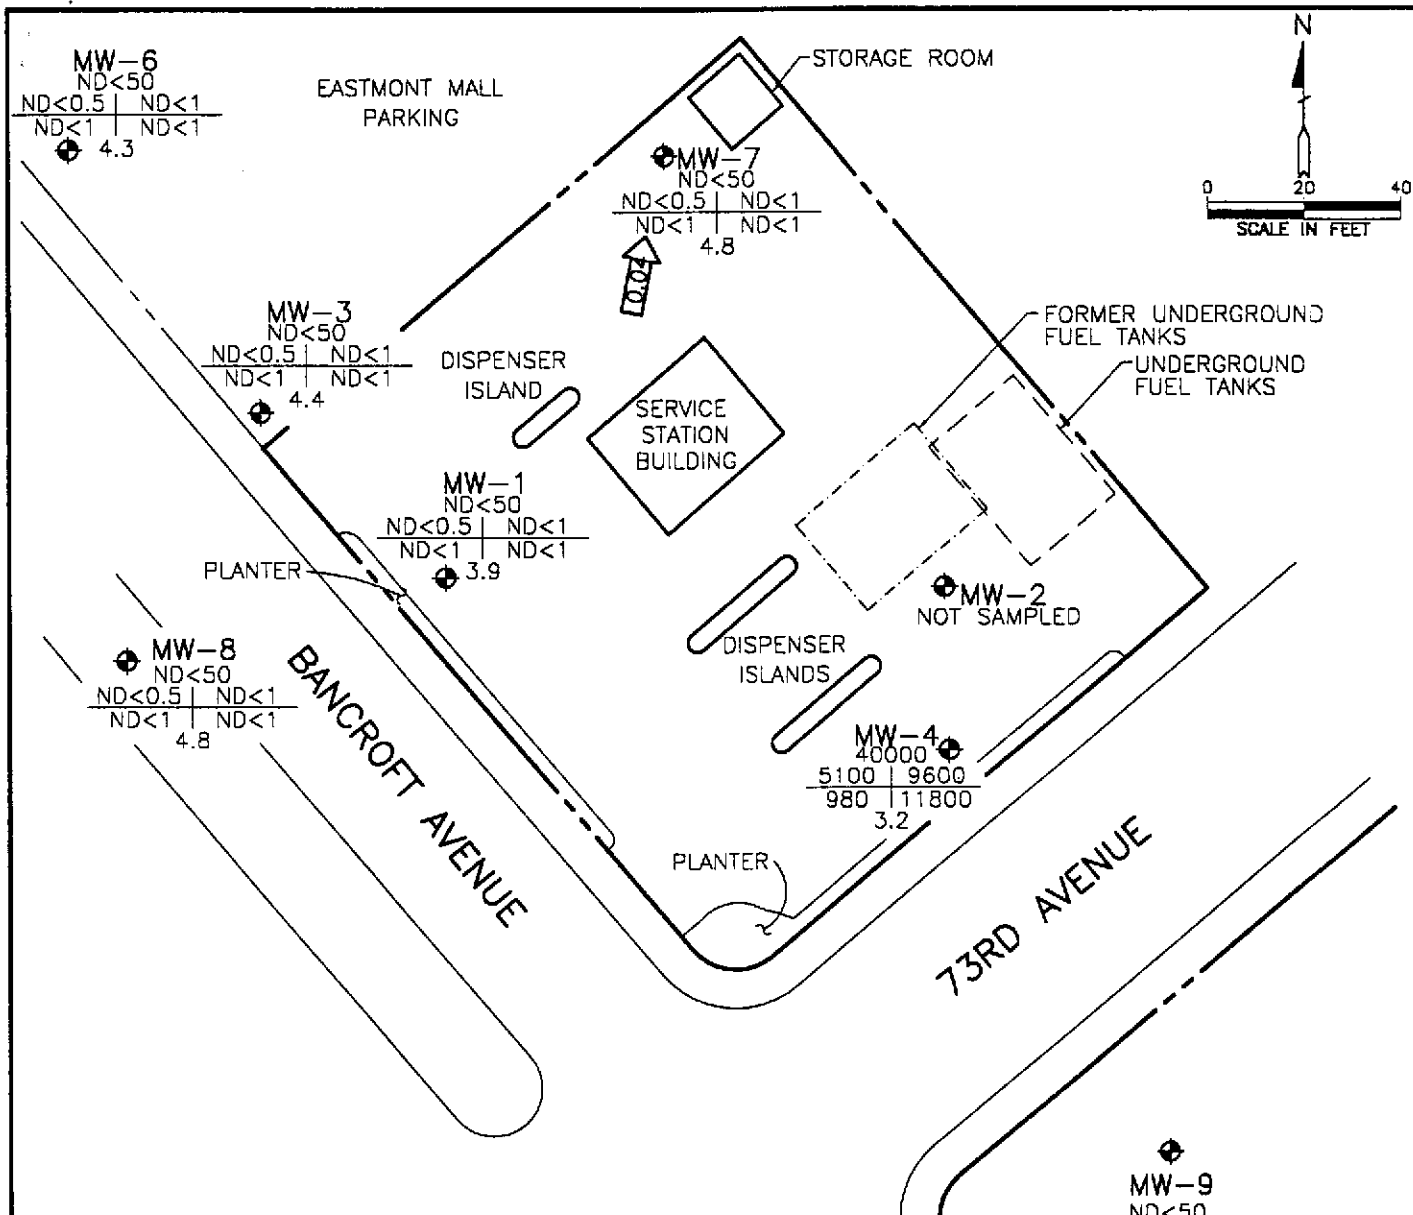 N
0 20 40
SCALE IN FEET
MW-6
ND<50
ND<0.5 ND<1
ND<1 ND<1
4.3
EASTMONT MALL
PARKING
STORAGE ROOM
MW-7
ND<50
ND<0.5 ND<1
ND<1 ND<1
4.8
0.04
MW-3
ND<50
ND<0.5 ND<1
ND<1 ND<1
4.4
DISPENSER
ISLAND
SERVICE
STATION
BUILDING
FORMER UNDERGROUND
FUEL TANKS
UNDERGROUND
FUEL TANKS
MW-1
ND<50
ND<0.5 ND<1
ND<1 ND<1
3.9
PLANTER
MW-2
NOT SAMPLED
DISPENSER
ISLANDS
MW-8
ND<50
ND<0.5 ND<1
ND<1 ND<1
4.8
BANCROFT AVENUE
MW-4
40000
5100 9600
980 11800
3.2
PLANTER
73RD AVENUE
MW-9
ND<50